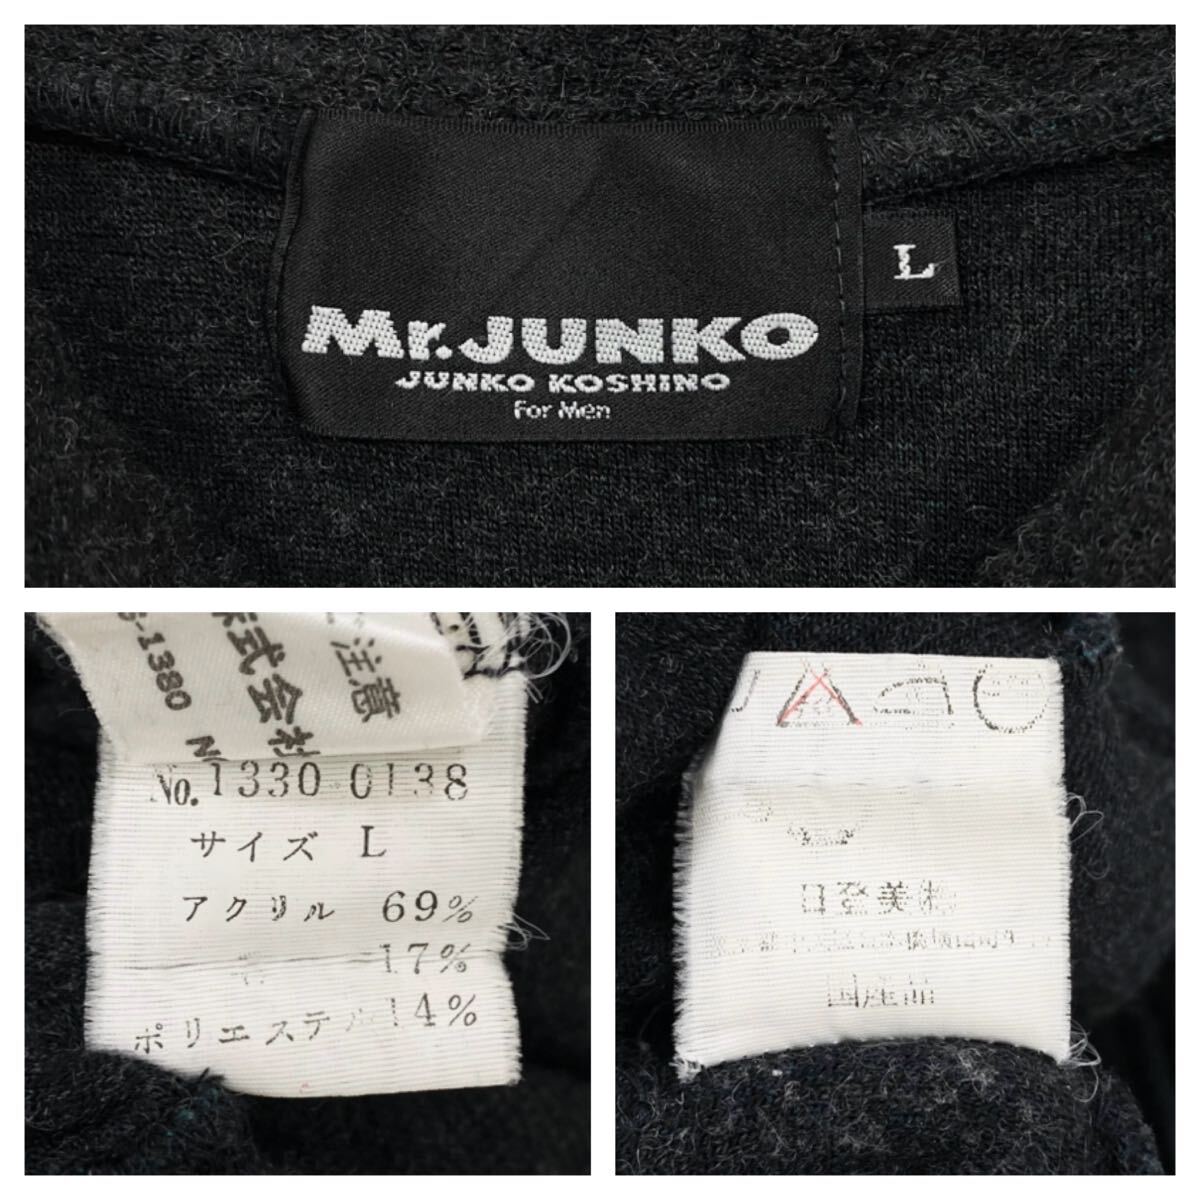 Mr.JUNKO
JUNKO KOSHINO
For Men
L
注意
式会社
-1380
No.1330 0138
サイズ L
アクリル 69%
17%
ポリエステル 14%
日登美㈱
国産品